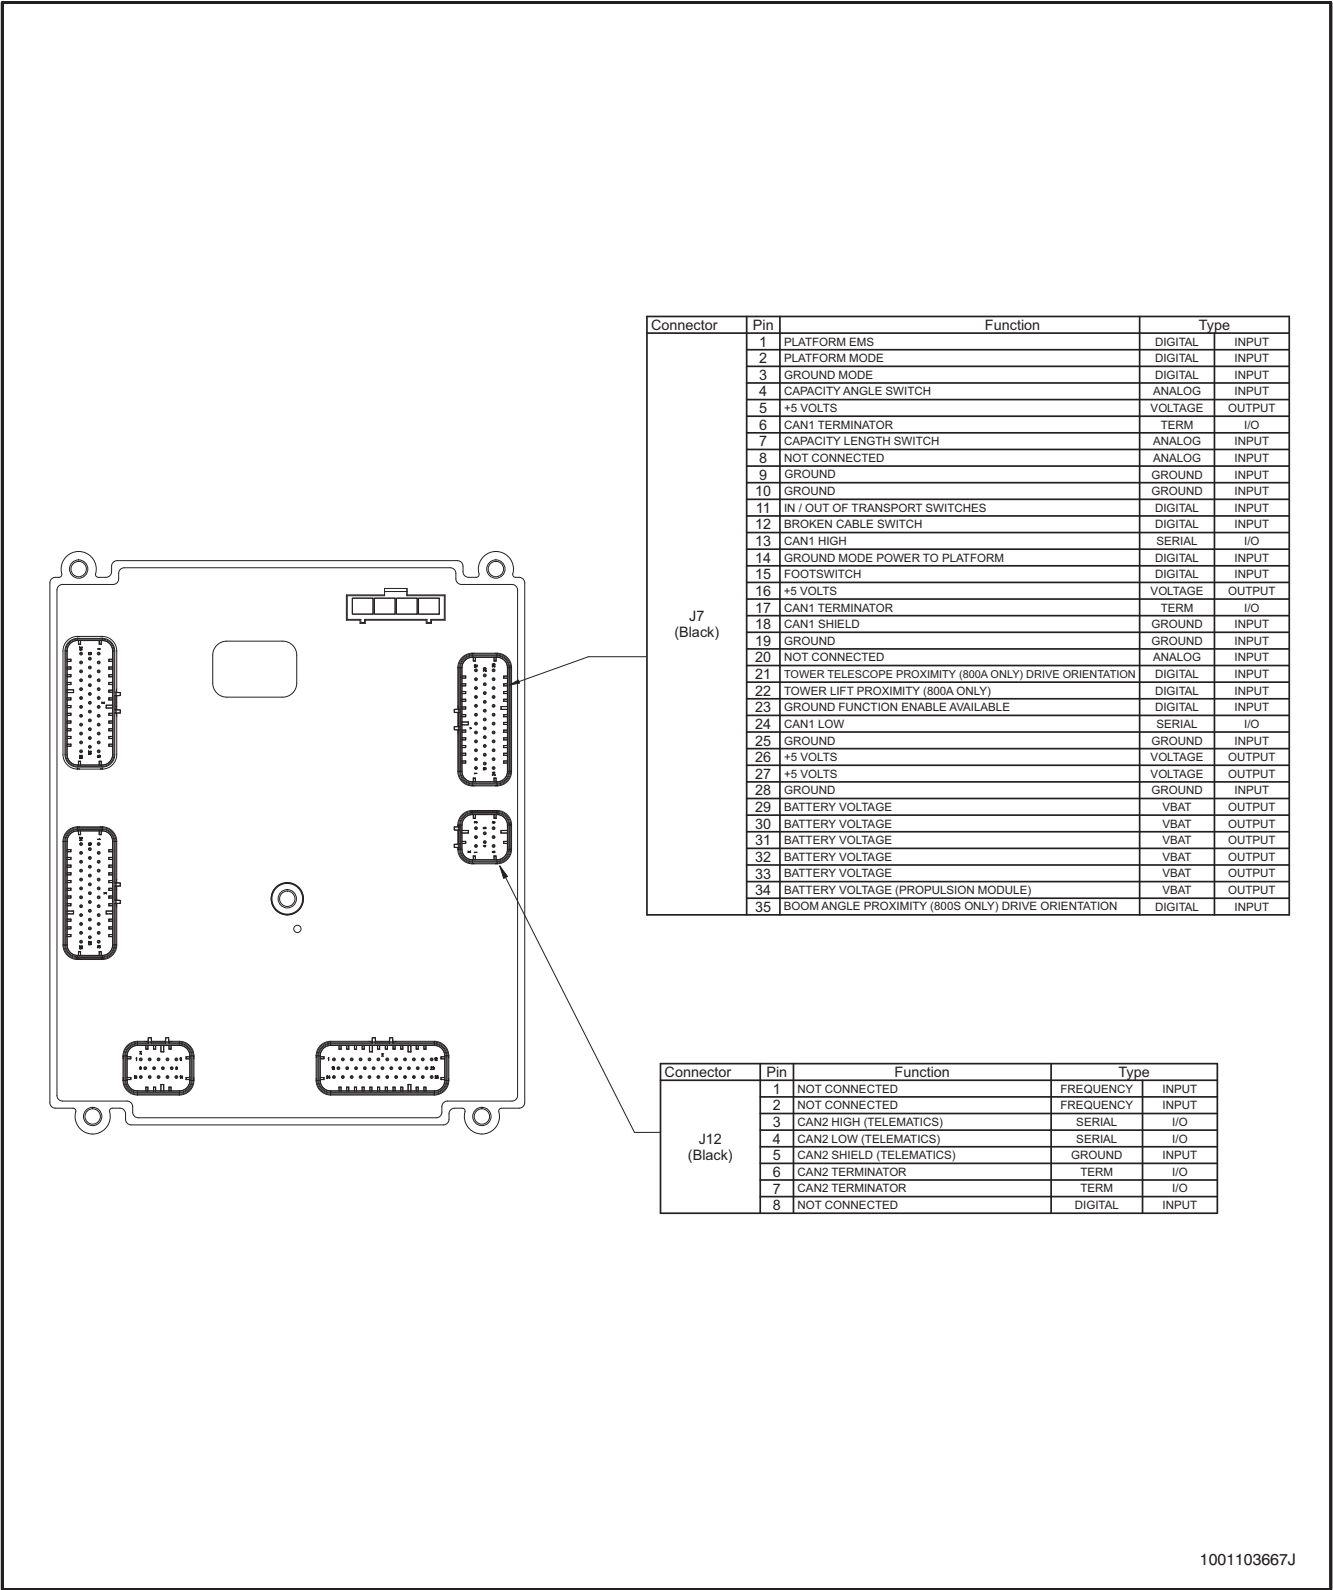 Connector Pin Function Type
1 PLATFORM EMS DIGITAL INPUT
2 PLATFORM MODE DIGITAL INPUT
3 GROUND MODE DIGITAL INPUT
4 CAPACITY ANGLE SWITCH ANALOG INPUT
5 +5 VOLTS VOLTAGE OUTPUT
6 CAN1 TERMINATOR TERM I/O
7 CAPACITY LENGTH SWITCH ANALOG INPUT
8 NOT CONNECTED ANALOG INPUT
9 GROUND GROUND INPUT
10 GROUND GROUND INPUT
11 IN / OUT OF TRANSPORT SWITCHES DIGITAL INPUT
12 BROKEN CABLE SWITCH DIGITAL INPUT
13 CAN1 HIGH SERIAL I/O
14 GROUND MODE POWER TO PLATFORM DIGITAL INPUT
15 FOOTSWITCH DIGITAL INPUT
16 +5 VOLTS VOLTAGE OUTPUT
17 CAN1 TERMINATOR TERM I/O
J7
(Black)
18 CAN1 SHIELD GROUND INPUT
19 GROUND GROUND INPUT
20 NOT CONNECTED ANALOG INPUT
21 TOWER TELESCOPE PROXIMITY (800A ONLY) DRIVE ORIENTATION DIGITAL INPUT
22 TOWER LIFT PROXIMITY (800A ONLY) DIGITAL INPUT
23 GROUND FUNCTION ENABLE AVAILABLE DIGITAL INPUT
24 CAN1 LOW SERIAL I/O
25 GROUND GROUND INPUT
26 +5 VOLTS VOLTAGE OUTPUT
27 +5 VOLTS VOLTAGE OUTPUT
28 GROUND GROUND INPUT
29 BATTERY VOLTAGE VBAT OUTPUT
30 BATTERY VOLTAGE VBAT OUTPUT
31 BATTERY VOLTAGE VBAT OUTPUT
32 BATTERY VOLTAGE VBAT OUTPUT
33 BATTERY VOLTAGE VBAT OUTPUT
34 BATTERY VOLTAGE (PROPULSION MODULE) VBAT OUTPUT
35 BOOM ANGLE PROXIMITY (800S ONLY) DRIVE ORIENTATION DIGITAL INPUT
Connector Pin Function Type
1 NOT CONNECTED FREQUENCY INPUT
2 NOT CONNECTED FREQUENCY INPUT
3 CAN2 HIGH (TELEMATICS) SERIAL I/O
J12
(Black)
4 CAN2 LOW (TELEMATICS) SERIAL I/O
5 CAN2 SHIELD (TELEMATICS) GROUND INPUT
6 CAN2 TERMINATOR TERM I/O
7 CAN2 TERMINATOR TERM I/O
8 NOT CONNECTED DIGITAL INPUT
1001103667J